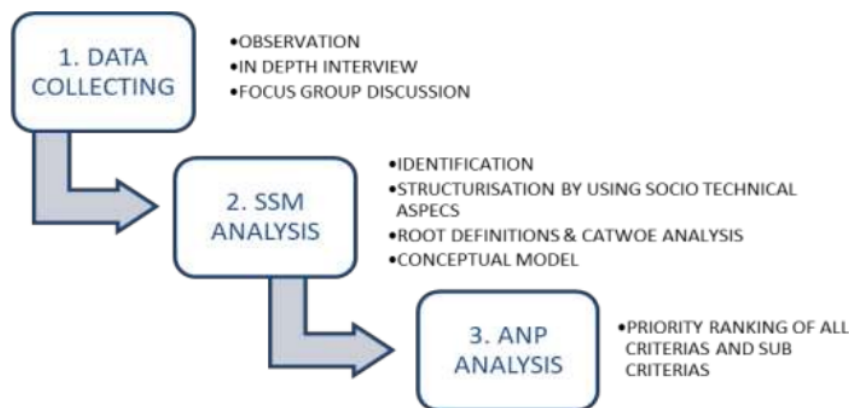 1. DATA
COLLECTING
•OBSERVATION
•IN DEPTH INTERVIEW
•FOCUS GROUP DISCUSSION
2. SSM
ANALYSIS
•IDENTIFICATION
•STRUCTURISATION BY USING SOCIO TECHNICAL
ASPECS
•ROOT DEFINITIONS & CATWOE ANALYSIS
•CONCEPTUAL MODEL
3. ANP
ANALYSIS
•PRIORITY RANKING OF ALL
CRITERIAS AND SUB
CRITERIAS